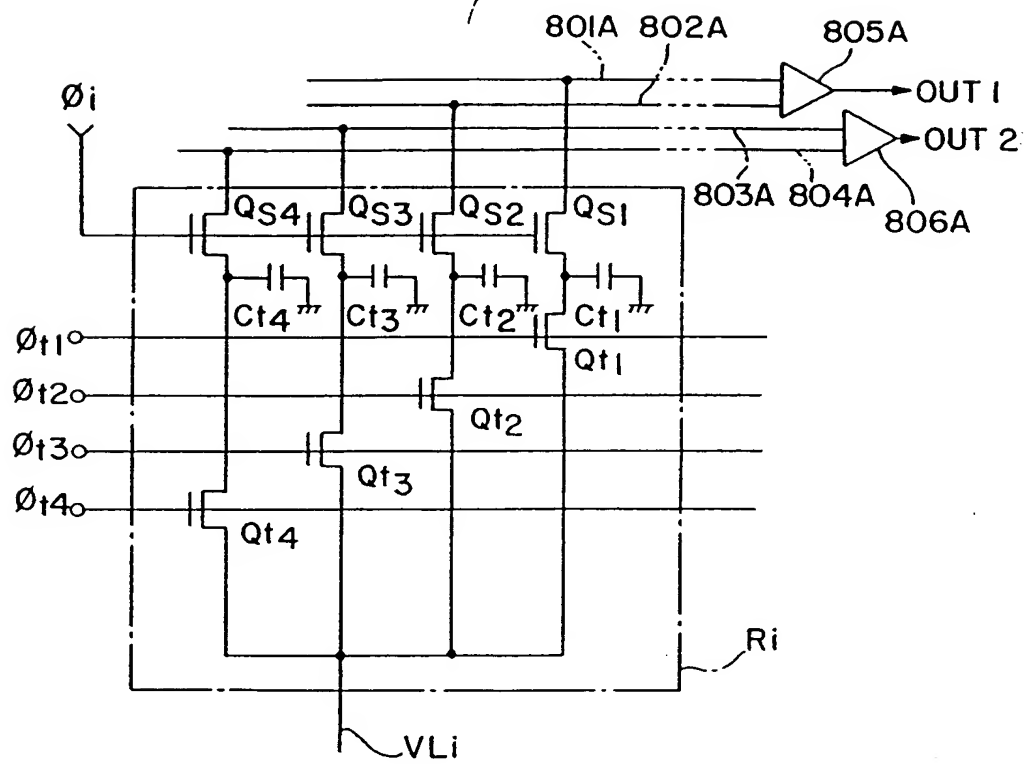 801A 802A 805A
Øi
OUT 1
OUT 2
803A 804A 806A
QS4 QS3 QS2 QS1
Ct4 Ct3 Ct2 Ct1
Øt1
Qt1
Øt2
Qt2
Øt3
Qt3
Øt4
Qt4
Ri
VLi